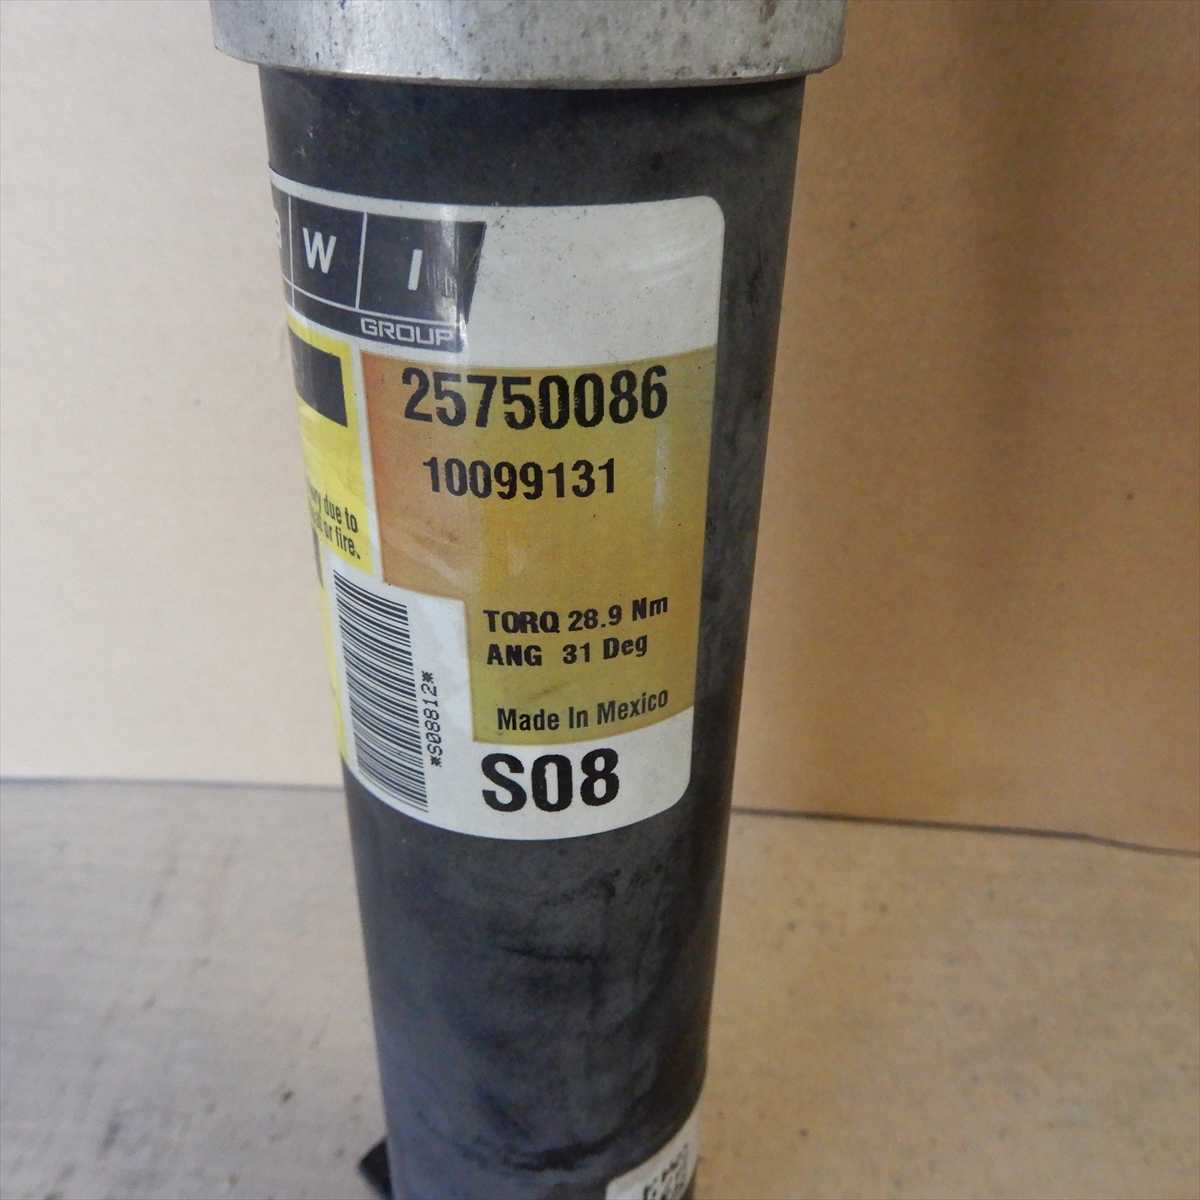 W I
GROUP
25750086
10099131
due to
or fire.
TORQ 28.9 Nm
ANG 31 Deg
*S08812*
Made In Mexico
S08